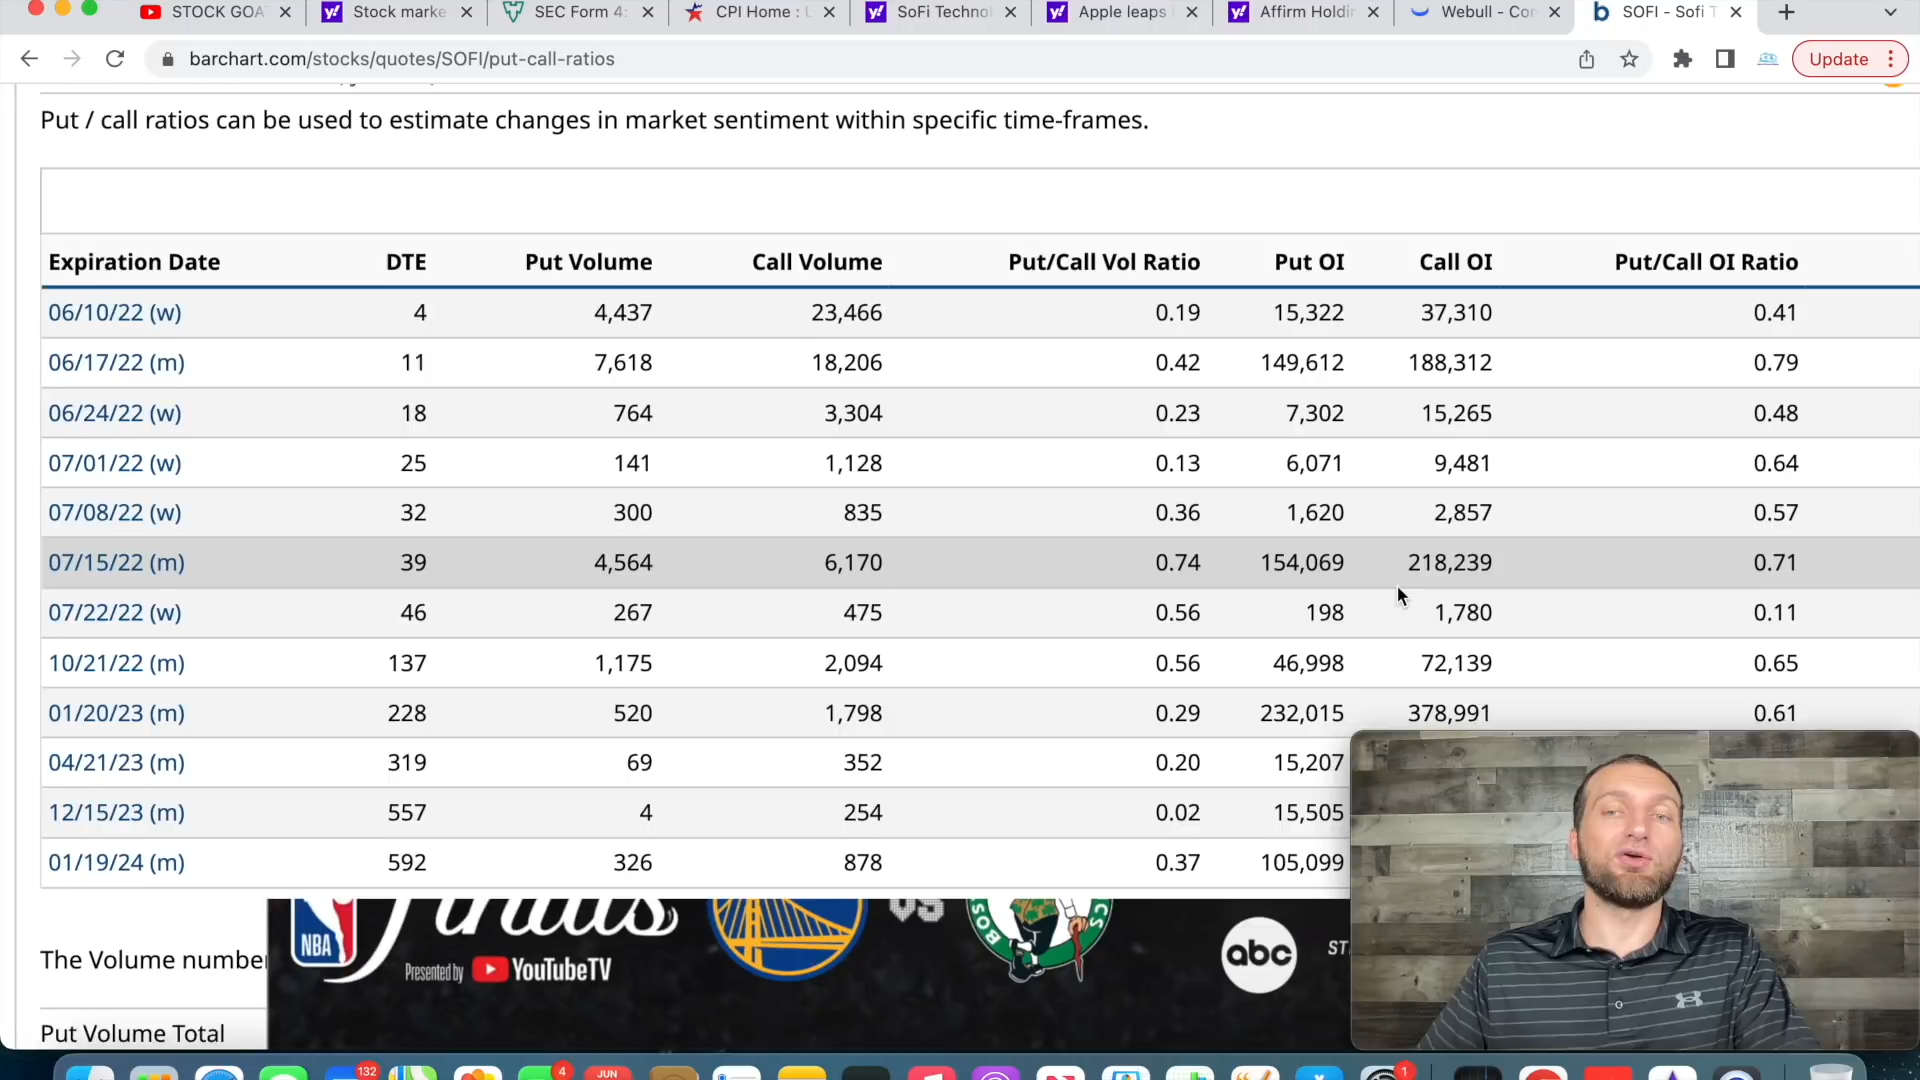 STOCK GOA
Stock marke
SEC Form 4:
CPI Home :
SoFi Techno
Apple leaps
Affirm Holdi
Webull - Co
SOFI - Sofi T
barchart.com/stocks/quotes/SOFI/put-call-ratios
Update
Put / call ratios can be used to estimate changes in market sentiment within specific time-frames.
Expiration Date DTE Put Volume Call Volume Put/Call Vol Ratio Put OI Call OI Put/Call OI Ratio
06/10/22 (w) 4 4,437 23,466 0.19 15,322 37,310 0.41
06/17/22 (m) 11 7,618 18,206 0.42 149,612 188,312 0.79
06/24/22 (w) 18 764 3,304 0.23 7,302 15,265 0.48
07/01/22 (w) 25 141 1,128 0.13 6,071 9,481 0.64
07/08/22 (w) 32 300 835 0.36 1,620 2,857 0.57
07/15/22 (m) 39 4,564 6,170 0.74 154,069 218,239 0.71
07/22/22 (w) 46 267 475 0.56 198 1,780 0.11
10/21/22 (m) 137 1,175 2,094 0.56 46,998 72,139 0.65
01/20/23 (m) 228 520 1,798 0.29 232,015 378,991 0.61
04/21/23 (m) 319 69 352 0.20 15,207
12/15/23 (m) 557 4 254 0.02 15,505
01/19/24 (m) 592 326 878 0.37 105,099
Finals VS
NBA
BOS CS
Presented by YouTubeTV
abc
ST
The Volume number
Put Volume Total
132
4
JUN
1